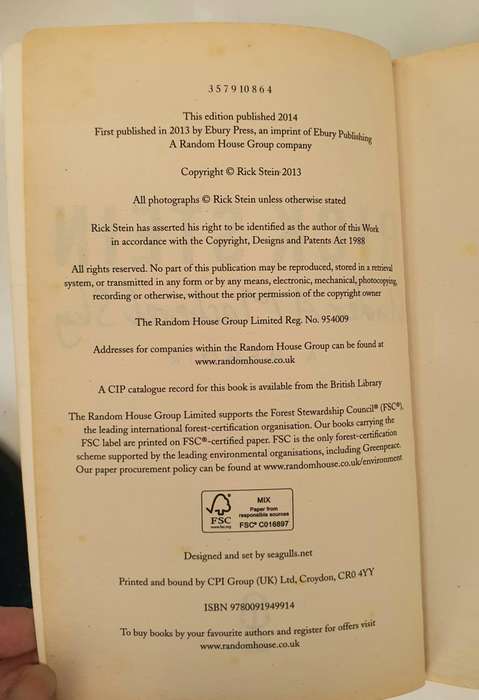 3 5 7 9 10 8 6 4
This edition published 2014
First published in 2013 by Ebury Press, an imprint of Ebury Publishing
A Random House Group company
Copyright © Rick Stein 2013
All photographs © Rick Stein unless otherwise stated
Rick Stein has asserted his right to be identified as the author of this Work
in accordance with the Copyright, Designs and Patents Act 1988
All rights reserved. No part of this publication may be reproduced, stored in a retrieval
system, or transmitted in any form or by any means, electronic, mechanical, photocopying,
recording or otherwise, without the prior permission of the copyright owner
The Random House Group Limited Reg. No. 954009
Addresses for companies within the Random House Group can be found at
www.randomhouse.co.uk
A CIP catalogue record for this book is available from the British Library
The Random House Group Limited supports the Forest Stewardship Council® (FSC®),
the leading international forest-certification organisation. Our books carrying the
FSC label are printed on FSC®-certified paper. FSC is the only forest-certification
scheme supported by the leading environmental organisations, including Greenpeace.
Our paper procurement policy can be found at www.randomhouse.co.uk/environment
FSC
www.fsc.org
MIX
Paper from
responsible sources
FSC® C016897
Designed and set by seagulls.net
Printed and bound by CPI Group (UK) Ltd, Croydon, CR0 4YY
ISBN 9780091949914
To buy books by your favourite authors and register for offers visit
www.randomhouse.co.uk